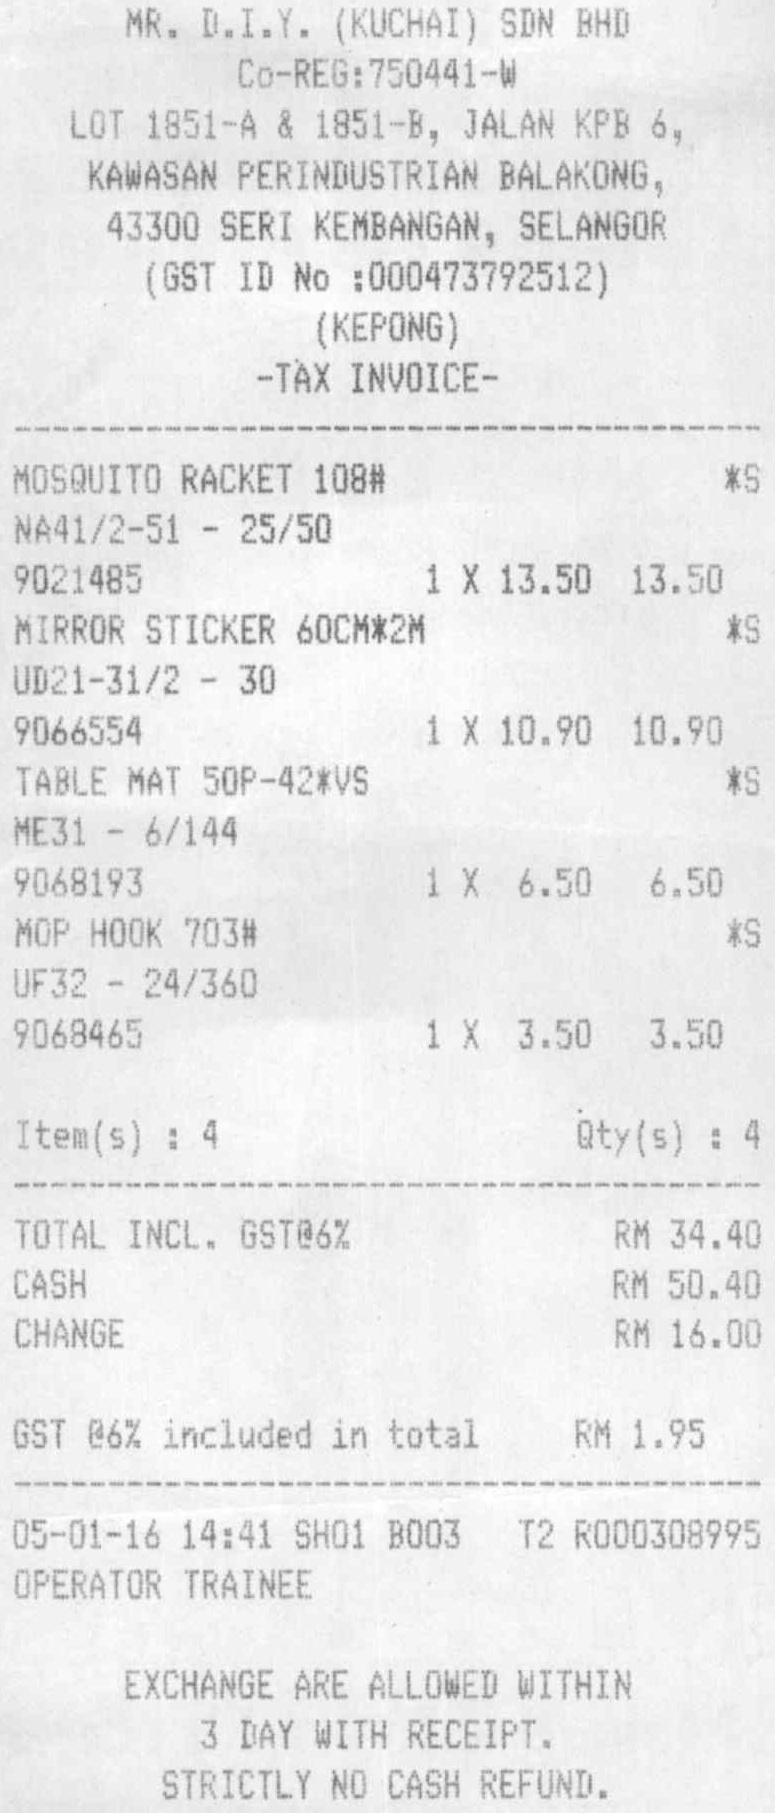 MR. D.I.Y. (KUCHAI) SDN BHD
Co-REG:750441-W
LOT 1851-A & 1851-B, JALAN KPB 6,
KAWASAN PERINDUSTRIAN BALAKONG,
43300 SERI KEMBANGAN, SELANGOR
(GST ID No :000473792512)
(KEPONG)
-TAX INVOICE-
MOSQUITO RACKET 108# *S
NA41/2-51 - 25/50
9021485 1 X 13.50 13.50
MIRROR STICKER 60CM*2M *S
UD21-31/2 - 30
9066554 1 X 10.90 10.90
TABLE MAT 50P-42*VS *S
ME31 - 6/144
9068193 1 X 6.50 6.50
MOP HOOK 703# *S
UF32 - 24/360
9068465 1 X 3.50 3.50
Item(s) : 4 Qty(s) : 4
TOTAL INCL. GST@6% RM 34.40
CASH RM 50.40
CHANGE RM 16.00
GST @6% included in total RM 1.95
05-01-16 14:41 SH01 B003 T2 R000308995
OPERATOR TRAINEE
EXCHANGE ARE ALLOWED WITHIN
3 DAY WITH RECEIPT.
STRICTLY NO CASH REFUND.